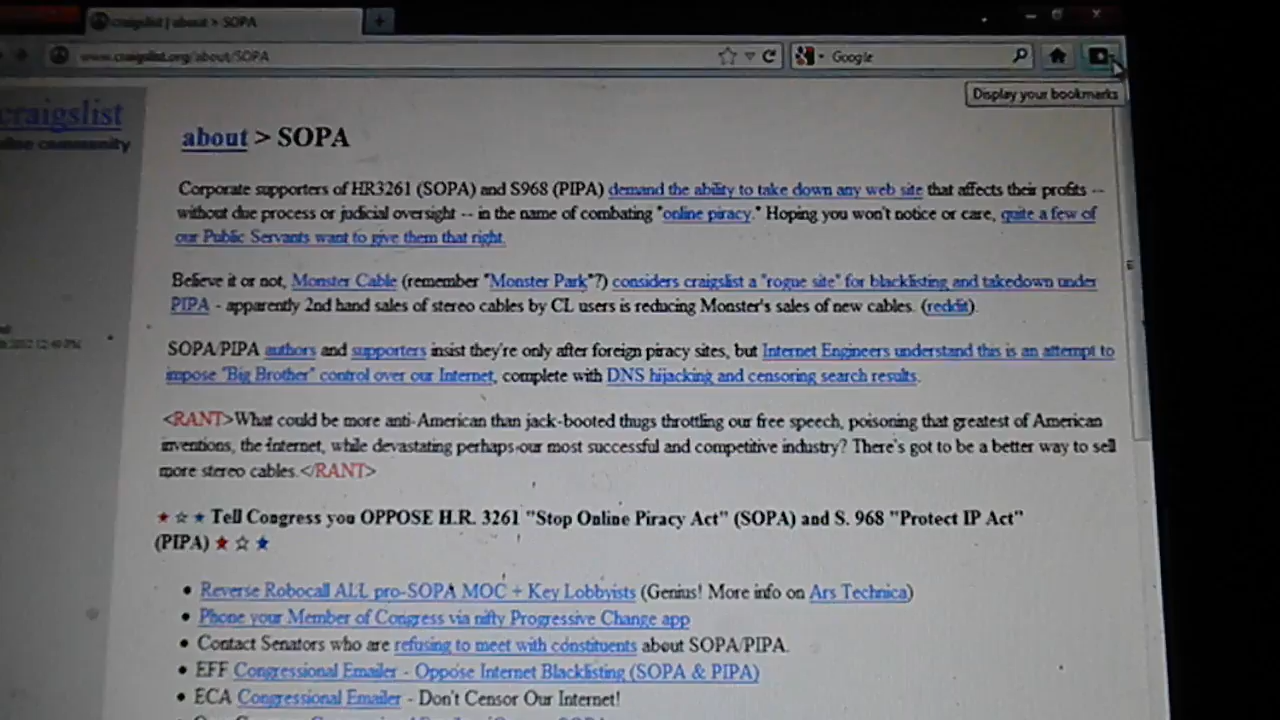 craigslist | about > SOPA
www.craigslist.org/about/SOPA
Google
Display your bookmarks
craigslist
online community
about > SOPA
Corporate supporters of HR3261 (SOPA) and S968 (PIPA) demand the ability to take down any web site that affects their profits --
without due process or judicial oversight -- in the name of combating "online piracy." Hoping you won't notice or care, quite a few of
our Public Servants want to give them that right.
Believe it or not, Monster Cable (remember "Monster Park"?) considers craigslist a "rogue site" for blacklisting and takedown under
PIPA - apparently 2nd hand sales of stereo cables by CL users is reducing Monster's sales of new cables. (reddit).
SOPA/PIPA authors and supporters insist they're only after foreign piracy sites, but Internet Engineers understand this is an attempt to
impose "Big Brother" control over our Internet, complete with DNS hijacking and censoring search results.
<RANT>What could be more anti-American than jack-booted thugs throttling our free speech, poisoning that greatest of American
inventions, the Internet, while devastating perhaps our most successful and competitive industry? There's got to be a better way to sell
more stereo cables.</RANT>
★☆★ Tell Congress you OPPOSE H.R. 3261 "Stop Online Piracy Act" (SOPA) and S. 968 "Protect IP Act"
(PIPA) ★☆★
• Reverse Robocall ALL pro-SOPA MOC + Key Lobbyists (Genius! More info on Ars Technica)
• Phone your Member of Congress via nifty Progressive Change app
• Contact Senators who are refusing to meet with constituents about SOPA/PIPA.
• EFF Congressional Emailer - Oppose Internet Blacklisting (SOPA & PIPA)
• ECA Congressional Emailer - Don't Censor Our Internet!